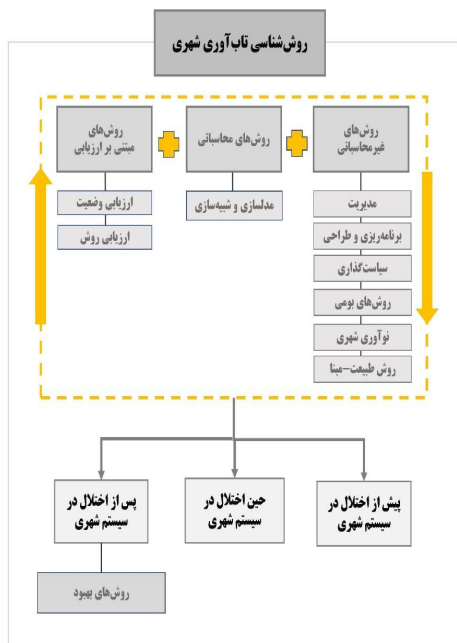 روش‌شناسی تاب‌آوری شهری
روش‌های
غیرمحاسباتی
روش‌های محاسباتی
روش‌های
مبتنی بر ارزیابی
مدیریت
برنامه‌ریزی و طراحی
سیاست‌گذاری
روش‌های بومی
نوآوری شهری
روش طبیعت-مبنا
مدلسازی و شبیه‌سازی
ارزیابی وضعیت
ارزیابی روش
پیش از اختلال در
سیستم شهری
حین اختلال در
سیستم شهری
پس از اختلال در
سیستم شهری
روش‌های بهبود